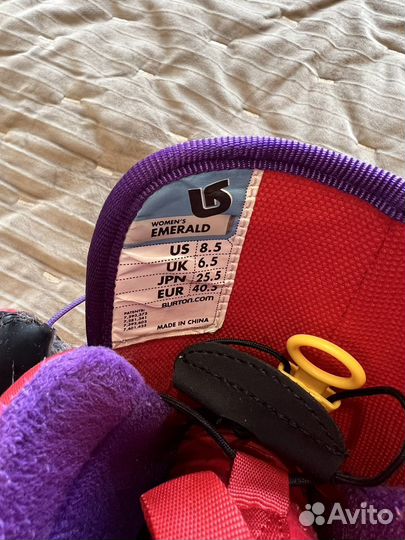 WOMEN'S
EMERALD
US 8.5
UK 6.5
JPN 25.5
EUR 40.5
BURTON.COM
PATENTS:
MADE IN CHINA
Avito